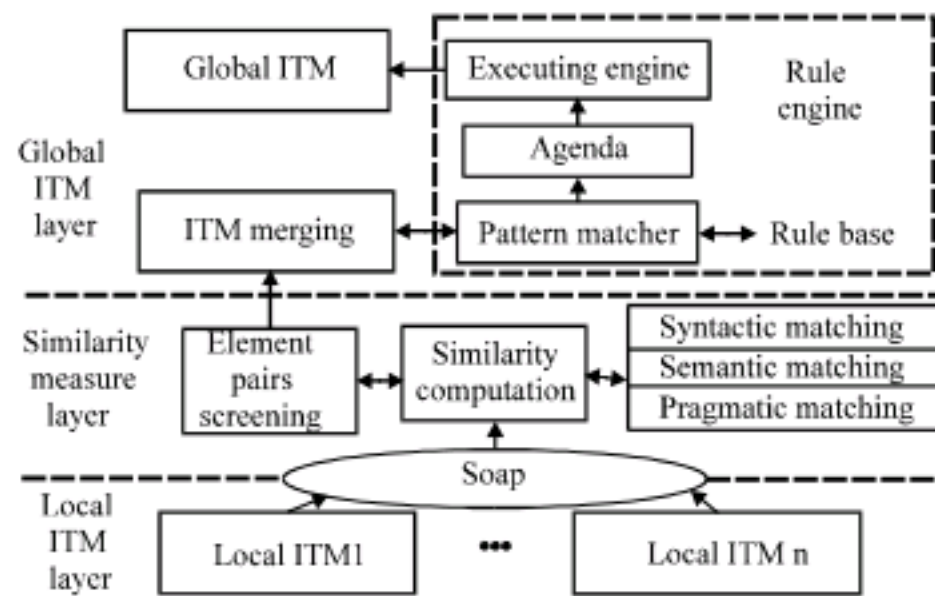 Global ITM
Executing engine
Rule
engine
Agenda
Global
ITM
layer
ITM merging
Pattern matcher
Rule base
Similarity
measure
layer
Element
pairs
screening
Similarity
computation
Syntactic matching
Semantic matching
Pragmatic matching
Soap
Local
ITM
layer
Local ITM1
•••
Local ITM n